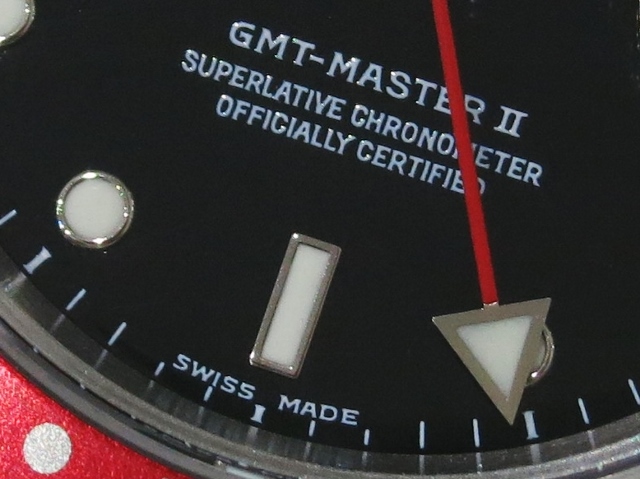 GMT-MASTER II
SUPERLATIVE CHRONOMETER
OFFICIALLY CERTIFIED
SWISS MADE